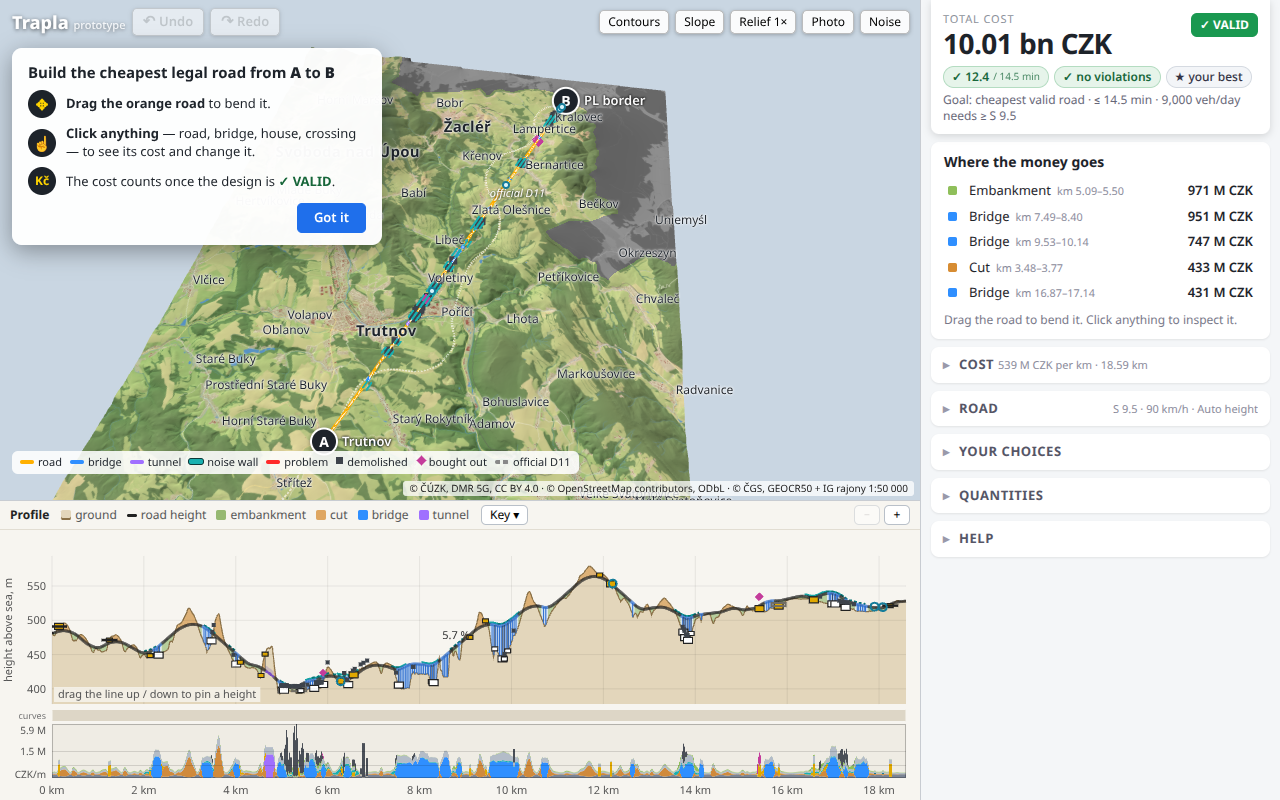 Trapla prototype
↶ Undo
↷ Redo
Contours
Slope
Relief 1×
Photo
Noise
Build the cheapest legal road from A to B
Drag the orange road to bend it.
Click anything — road, bridge, house, crossing
— to see its cost and change it.
Kč
The cost counts once the design is ✓ VALID.
Got it
Bobr
Žacléř
Úpou
B PL border
Královec
Lampertice
Křenov
Bernartice
Babí
official D11
Zlatá Olešnice
Bečkov
Uniemyśl
Libeč
Okrzeszyn
Vlčice
Voletiny
Petříkovice
Chvaleč
Volanov
Poříčí
Lhota
Oblanov
Trutnov
Staré Buky
Markoušovice
Prostřední Staré Buky
Radvanice
Bohuslavice
Horní Staré Buky
Starý Rokytník
Adamov
A Trutnov
road
bridge
tunnel
noise wall
problem
demolished
bought out
official D11
Střítež
© ČÚZK, DMR 5G, CC BY 4.0 · © OpenStreetMap contributors, ODbL · © ČGS, GEOCR50 + IG rajony 1:50 000
TOTAL COST
✓ VALID
10.01 bn CZK
✓ 12.4 / 14.5 min
✓ no violations
★ your best
Goal: cheapest valid road · ≤ 14.5 min · 9,000 veh/day
needs ≥ S 9.5
Where the money goes
Embankment km 5.09–5.50 971 M CZK
Bridge km 7.49–8.40 951 M CZK
Bridge km 9.53–10.14 747 M CZK
Cut km 3.48–3.77 433 M CZK
Bridge km 16.87–17.14 431 M CZK
Drag the road to bend it. Click anything to inspect it.
▸ COST 539 M CZK per km · 18.59 km
▸ ROAD S 9.5 · 90 km/h · Auto height
▸ YOUR CHOICES
▸ QUANTITIES
▸ HELP
Profile
ground
road height
embankment
cut
bridge
tunnel
Key ▾
−
+
height above sea, m
550
500
450
400
5.7 %
drag the line up / down to pin a height
curves
5.9 M
1.5 M
CZK/m
0 km
2 km
4 km
6 km
8 km
10 km
12 km
14 km
16 km
18 km